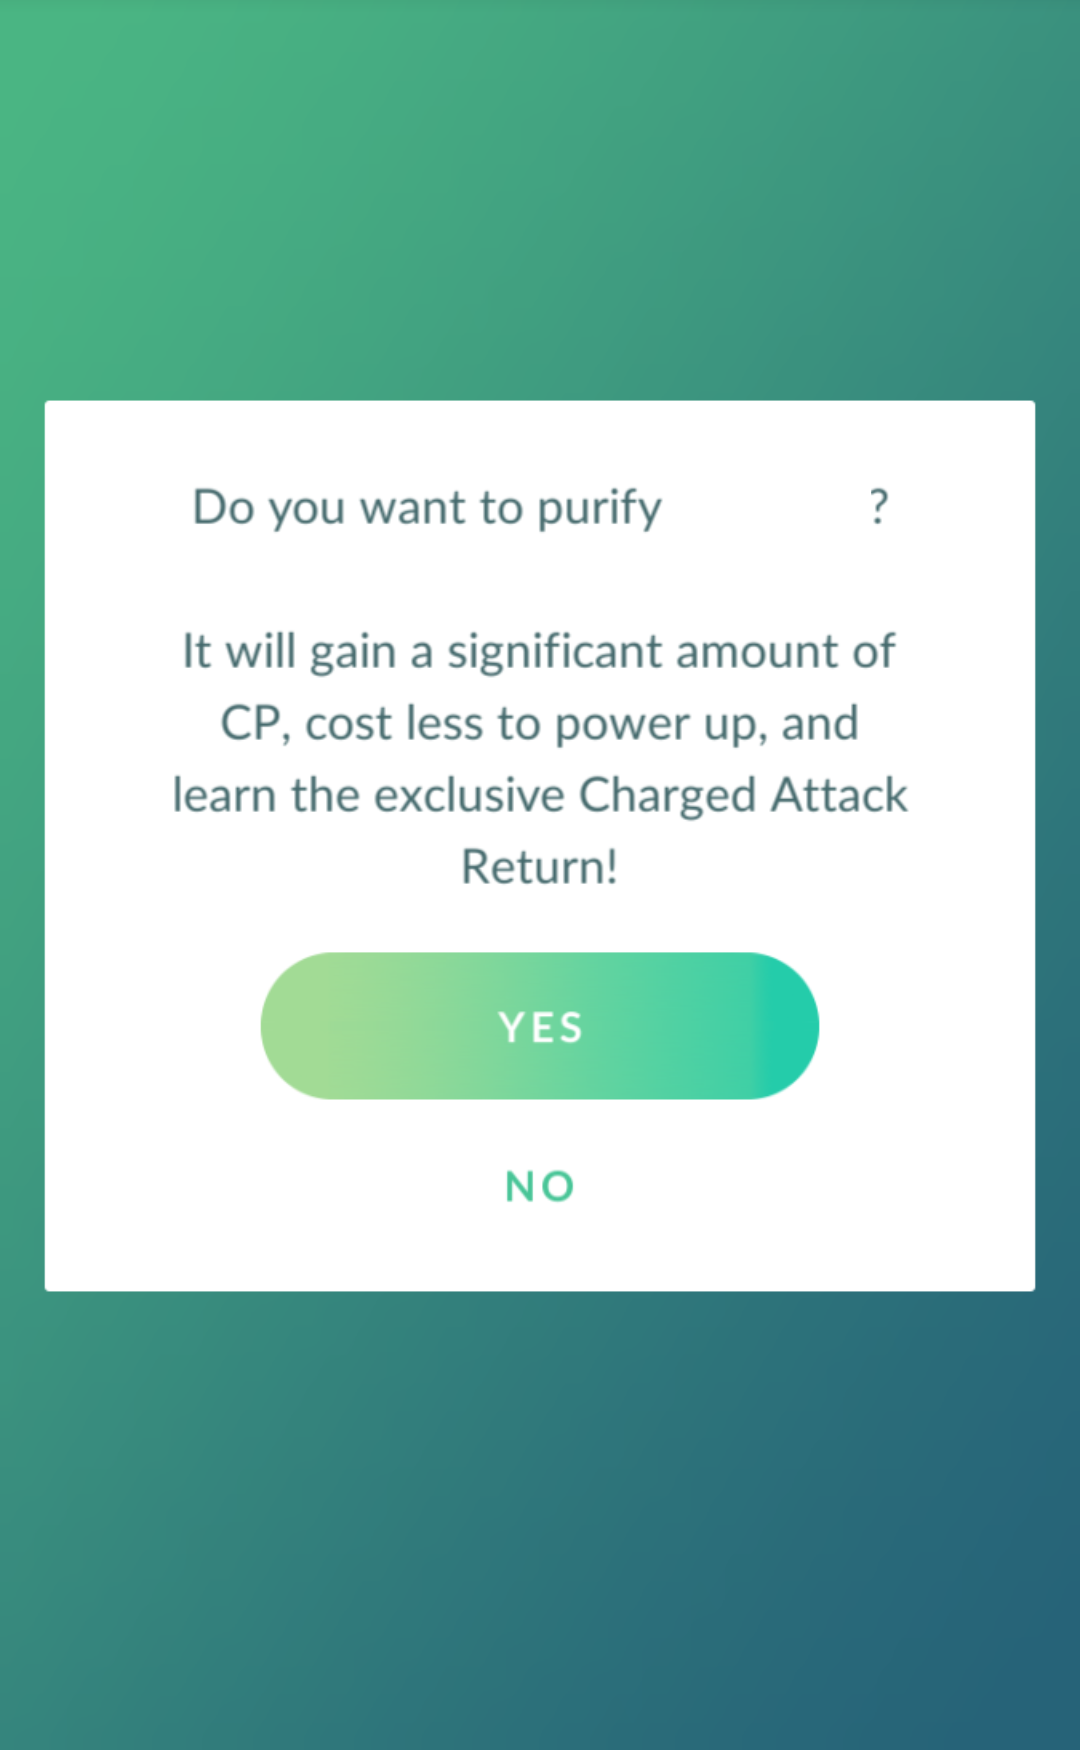 Do you want to purify ?
It will gain a significant amount of
CP, cost less to power up, and
learn the exclusive Charged Attack
Return!
YES
NO